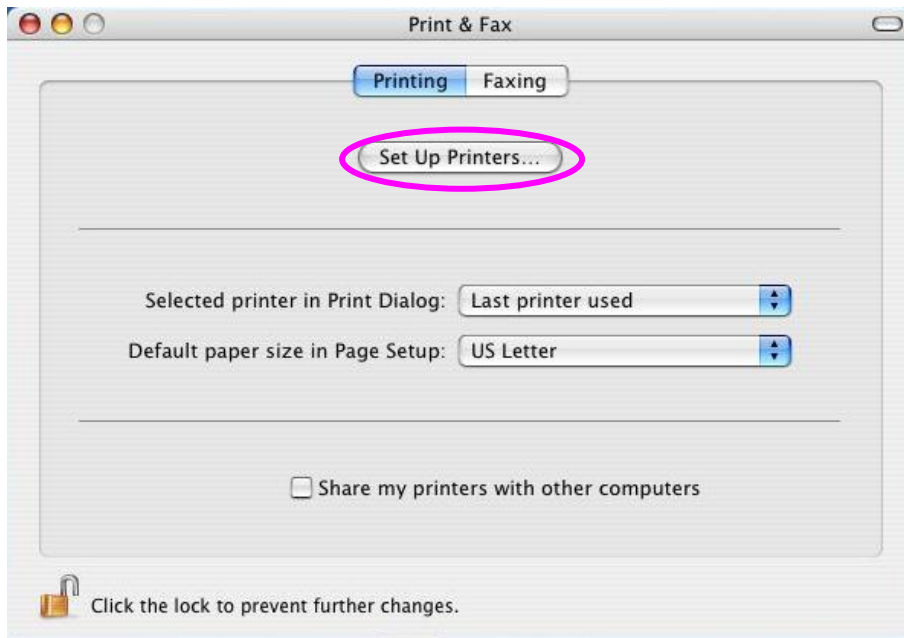 Print & Fax
Printing Faxing
Set Up Printers...
Selected printer in Print Dialog: Last printer used
Default paper size in Page Setup: US Letter
Share my printers with other computers
Click the lock to prevent further changes.